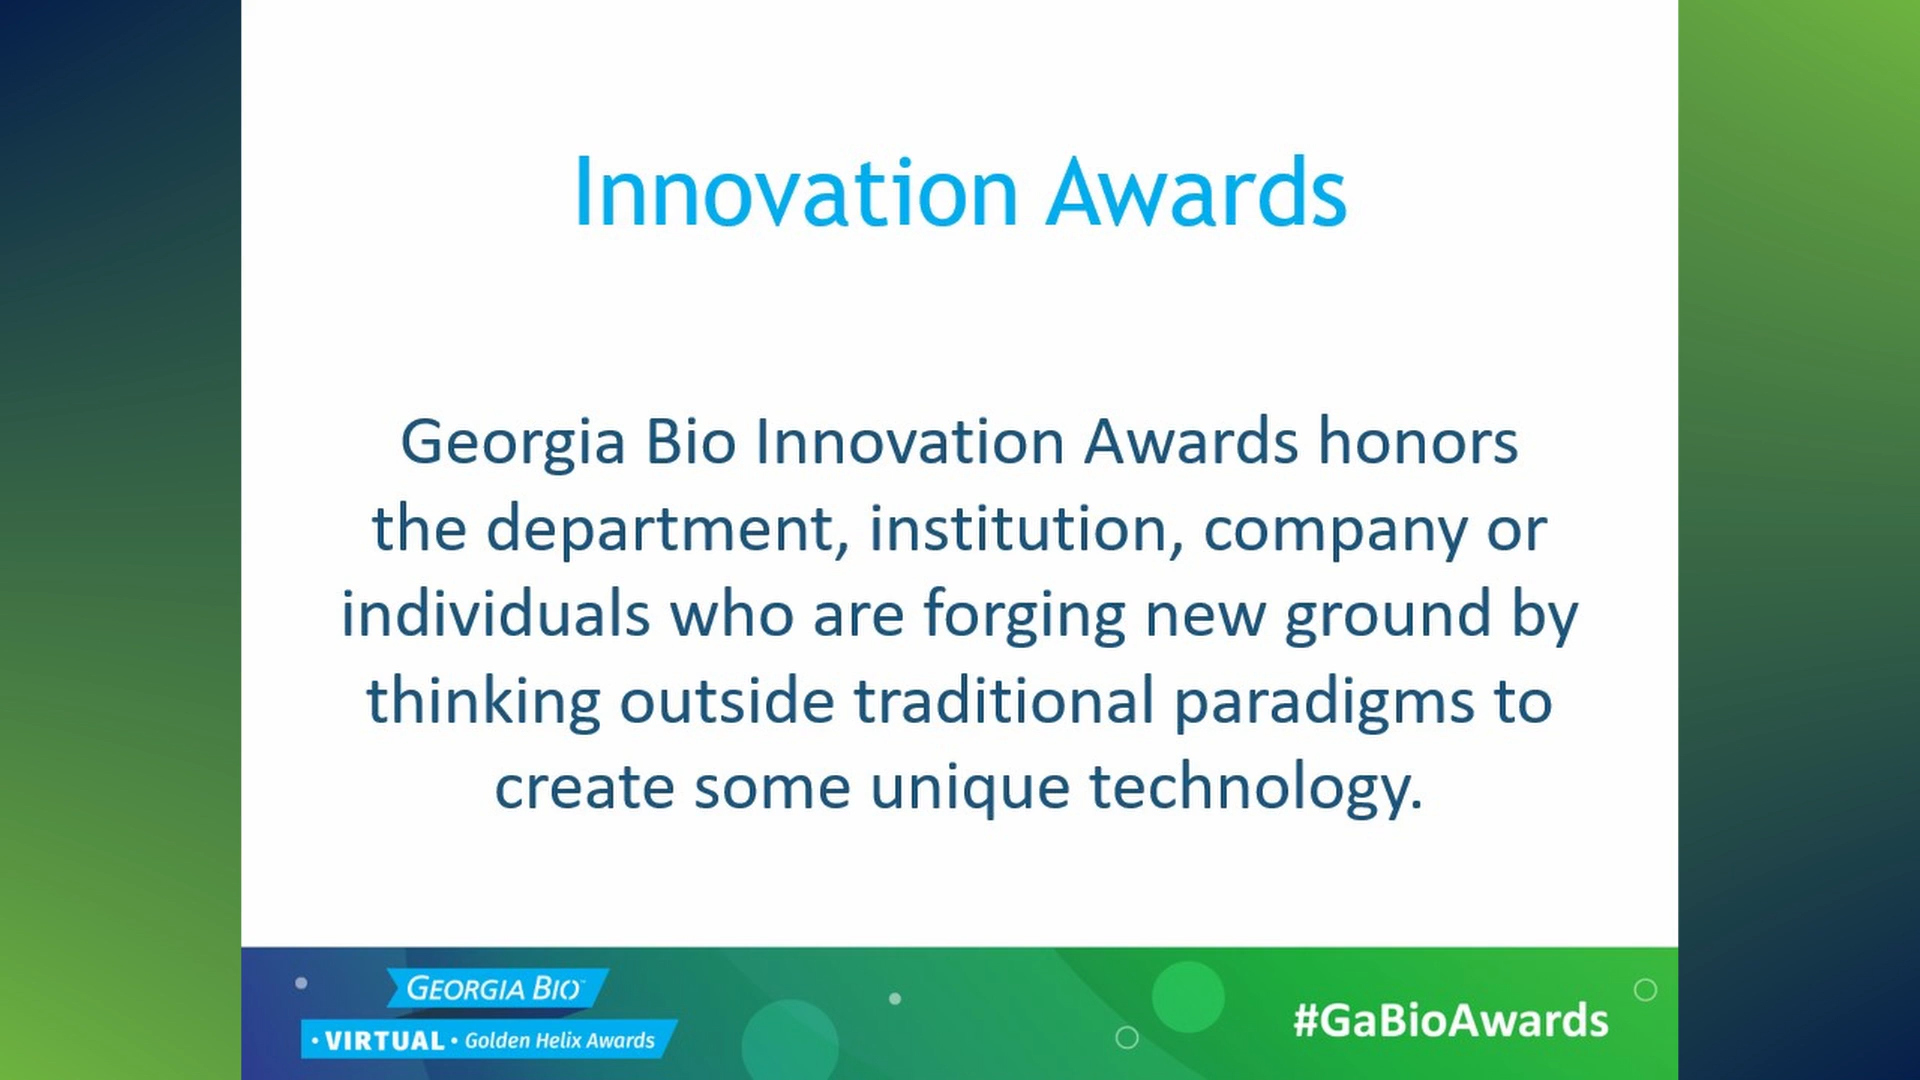 Innovation Awards
Georgia Bio Innovation Awards honors
the department, institution, company or
individuals who are forging new ground by
thinking outside traditional paradigms to
create some unique technology.
GEORGIA BIO™
• VIRTUAL • Golden Helix Awards
#GaBioAwards